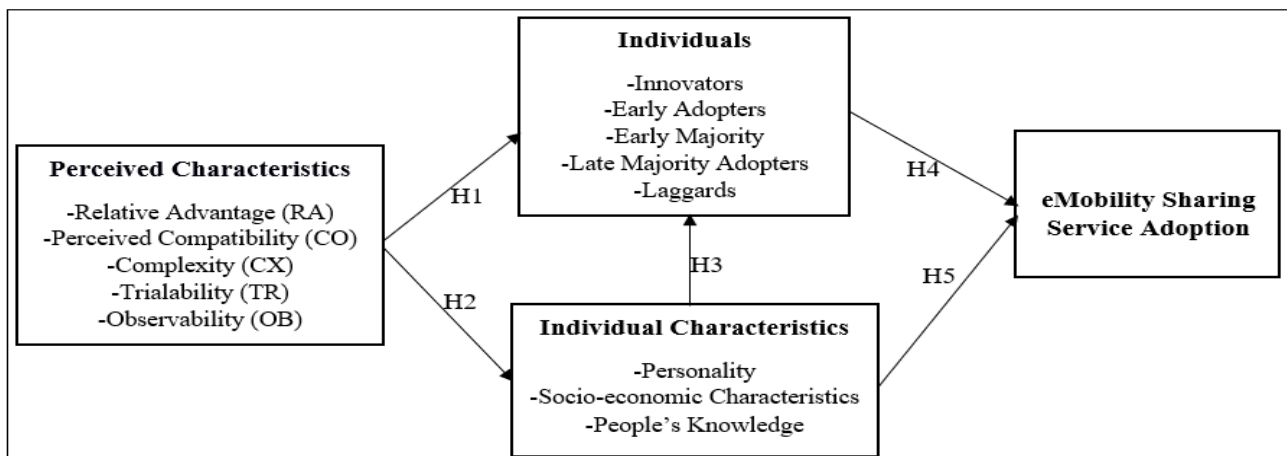 Perceived Characteristics
-Relative Advantage (RA)
-Perceived Compatibility (CO)
-Complexity (CX)
-Trialability (TR)
-Observability (OB)
H1
H2
Individuals
-Innovators
-Early Adopters
-Early Majority
-Late Majority Adopters
-Laggards
H3
Individual Characteristics
-Personality
-Socio-economic Characteristics
-People’s Knowledge
H4
H5
eMobility Sharing
Service Adoption